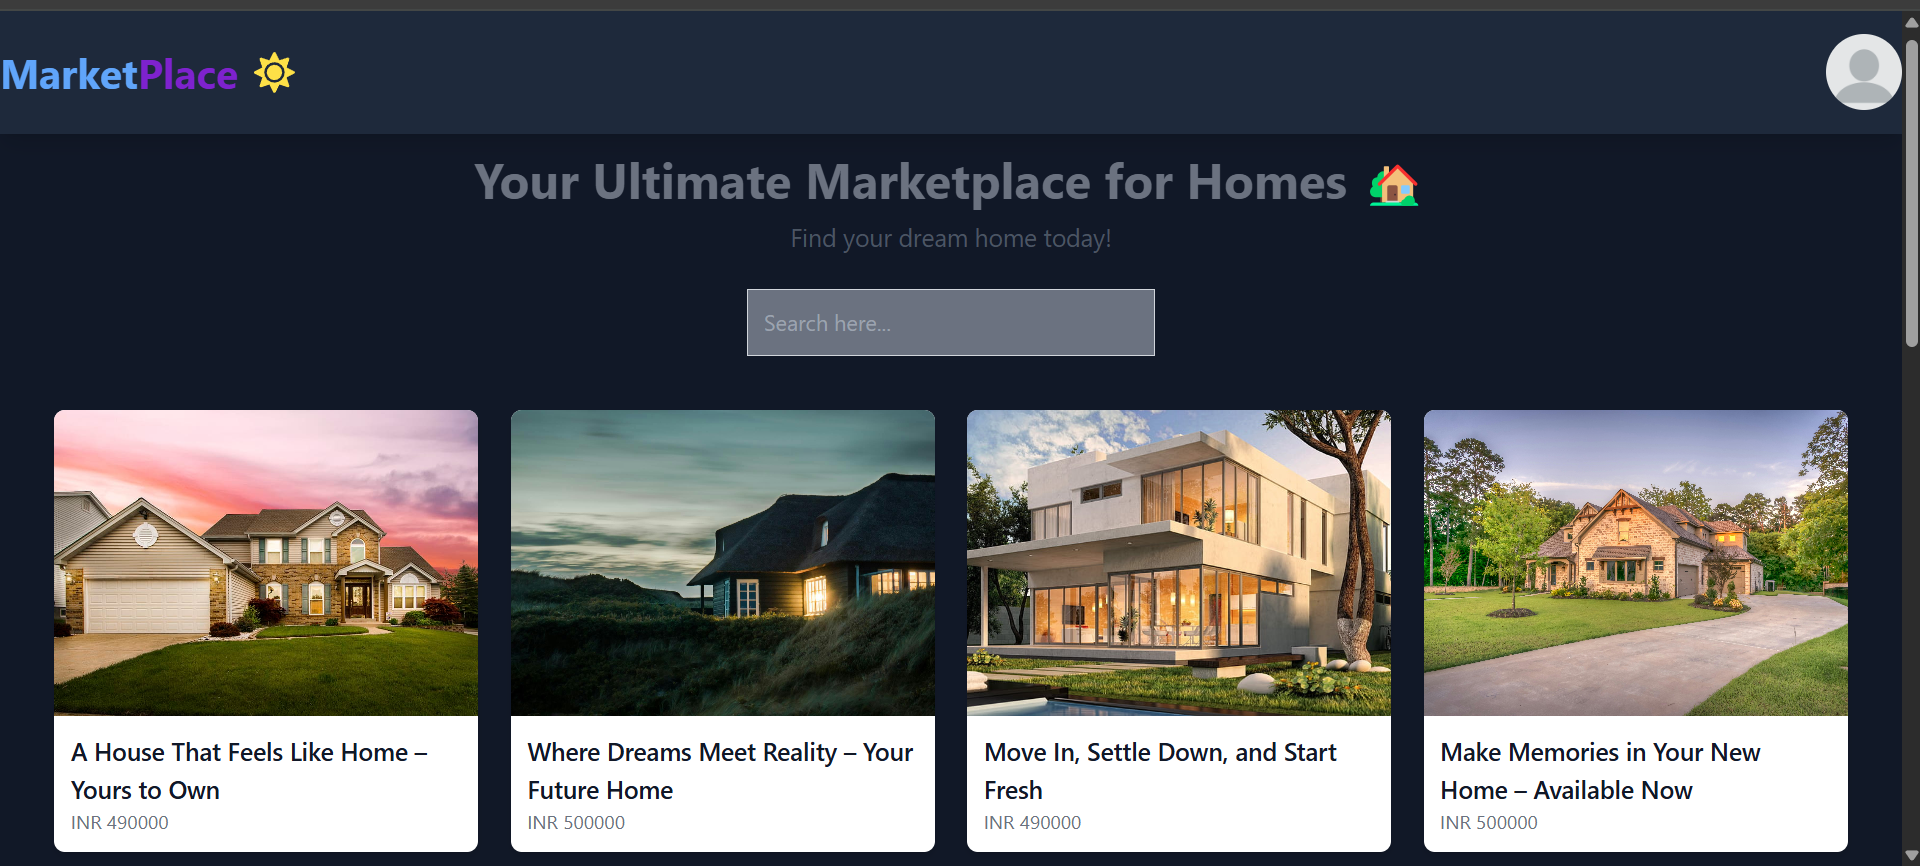 MarketPlace
Your Ultimate Marketplace for Homes
Find your dream home today!
Search here...
A House That Feels Like Home –
Yours to Own
INR 490000
Where Dreams Meet Reality – Your
Future Home
INR 500000
Move In, Settle Down, and Start
Fresh
INR 490000
Make Memories in Your New
Home – Available Now
INR 500000